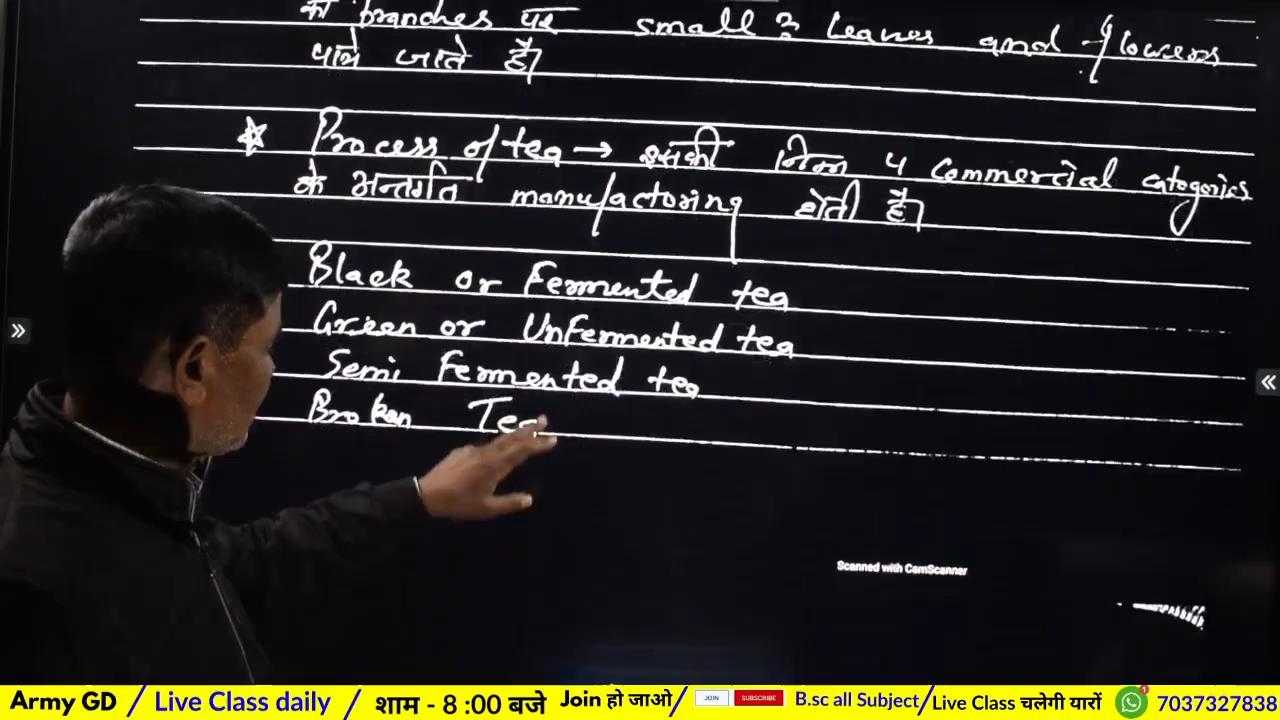 की branches पर small 2 leaves and flowers
पाये जाते है।
☆ Process of tea → इसकी निम्न 4 Commercial categories
के अन्तर्गत manufactoring होती है।
Black or Fermented tea
Green or Unfermented tea
Semi Fermented tea
Broken Tea
Scanned with CamScanner
Army GD / Live Class daily / शाम - 8 :00 बजे Join हो जाओ / JOIN SUBSCRIBE B.sc all Subject / Live Class चलेगी यारों 1 7037327838